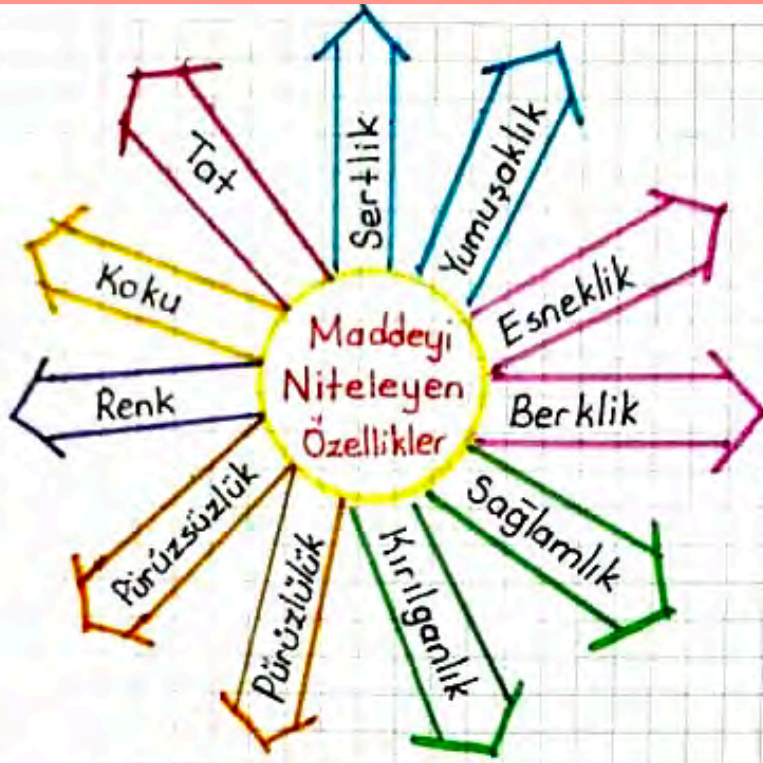 Maddeyi
Niteleyen
Özellikler
Sertlik
Yumuşaklık
Esneklik
Berklik
Sağlamlık
Kırılganlık
Pürüzlülük
Pürüzsüzlük
Renk
Koku
Tat